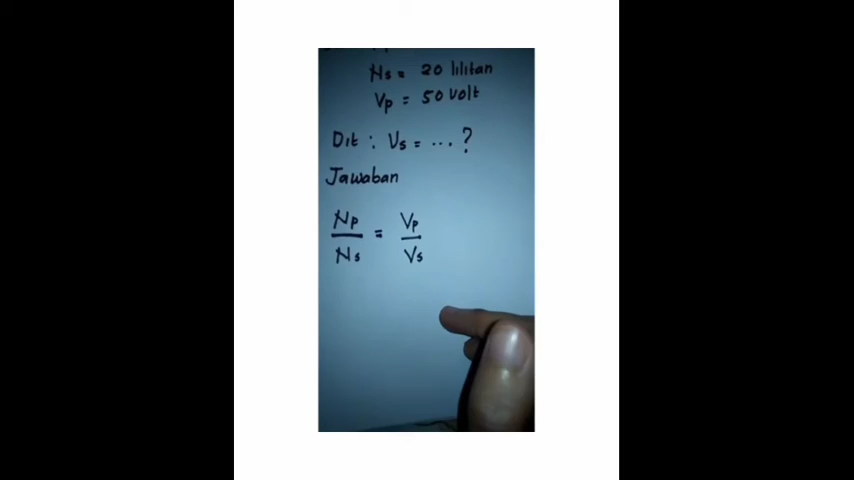 Ns = 20 lilitan
Vp = 50 volt
Dit : Vs = ... ?
Jawaban
Np/Ns = Vp/Vs